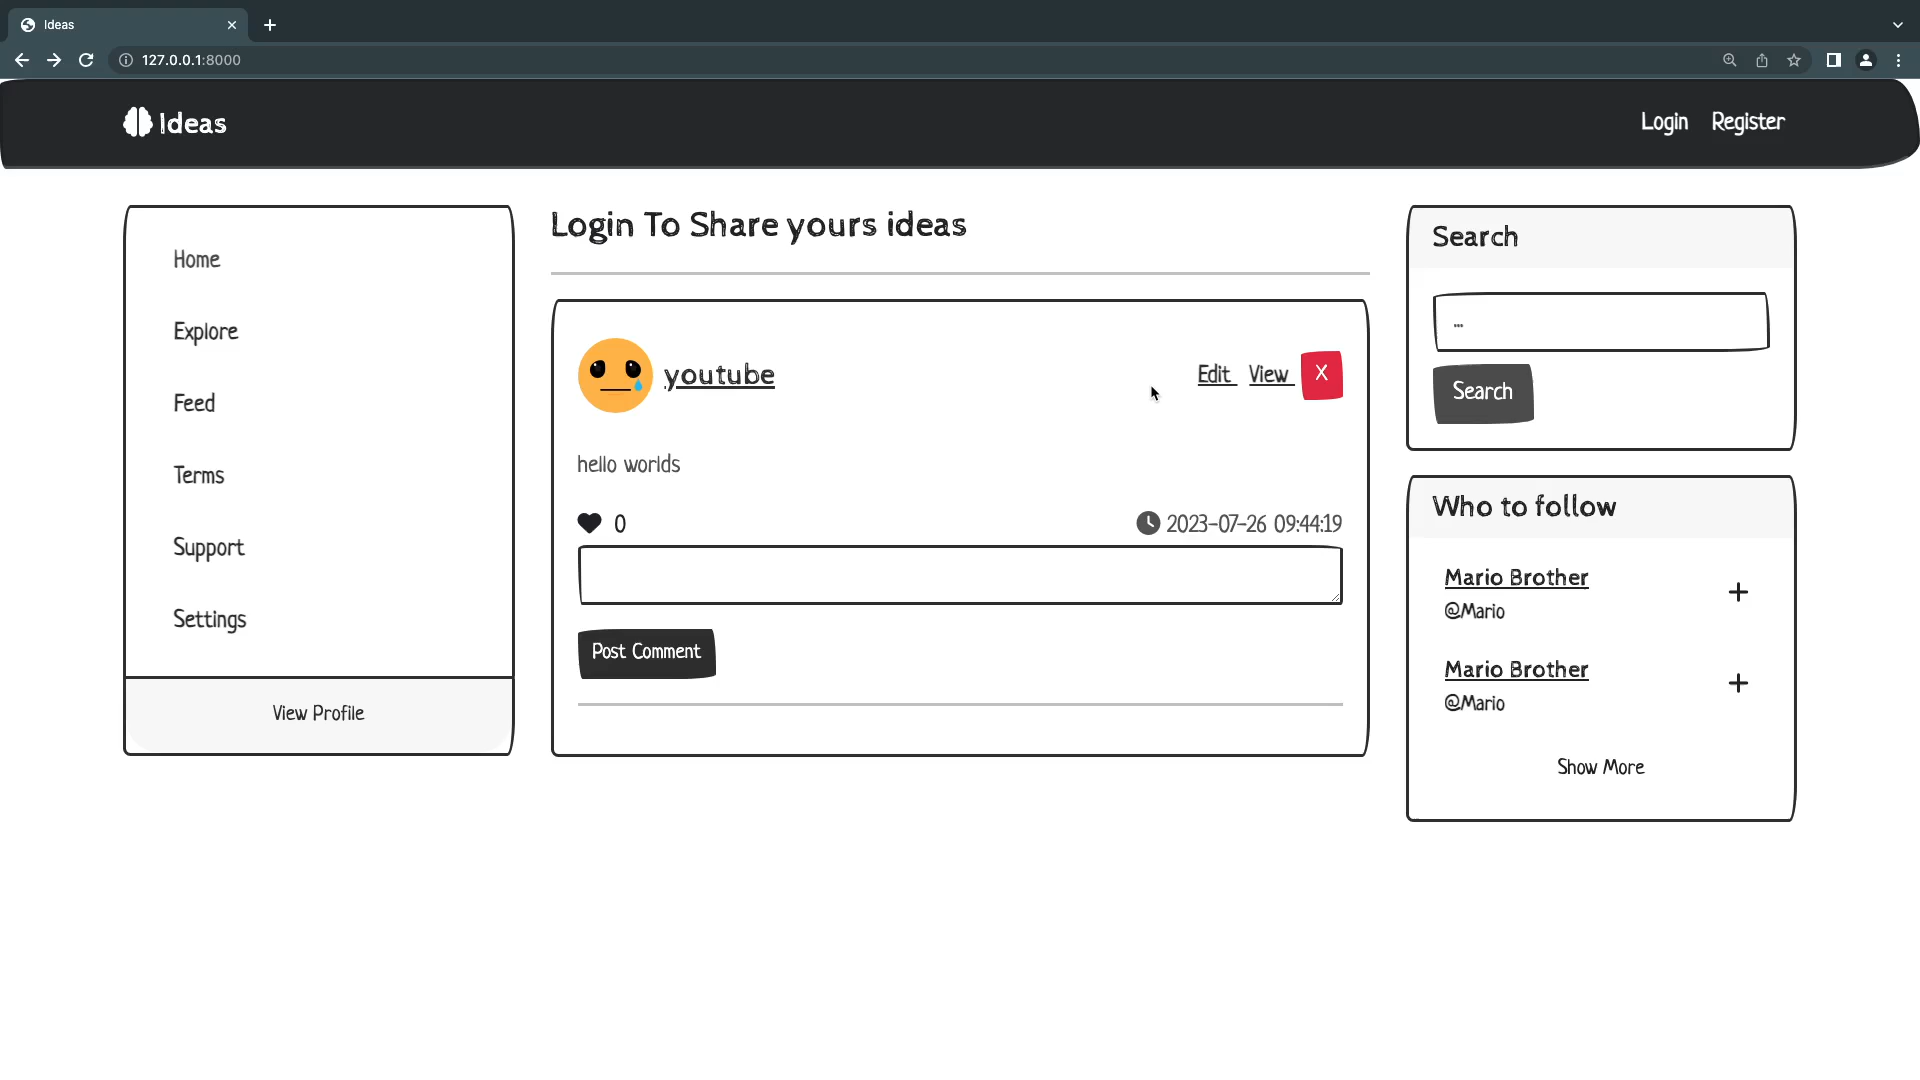 Ideas
127.0.0.1:8000
Ideas
Login Register
Home
Explore
Feed
Terms
Support
Settings
View Profile
Login To Share yours ideas
youtube
Edit View X
hello worlds
0 2023-07-26 09:44:19
Post Comment
Search
...
Search
Who to follow
Mario Brother
@Mario
Mario Brother
@Mario
Show More